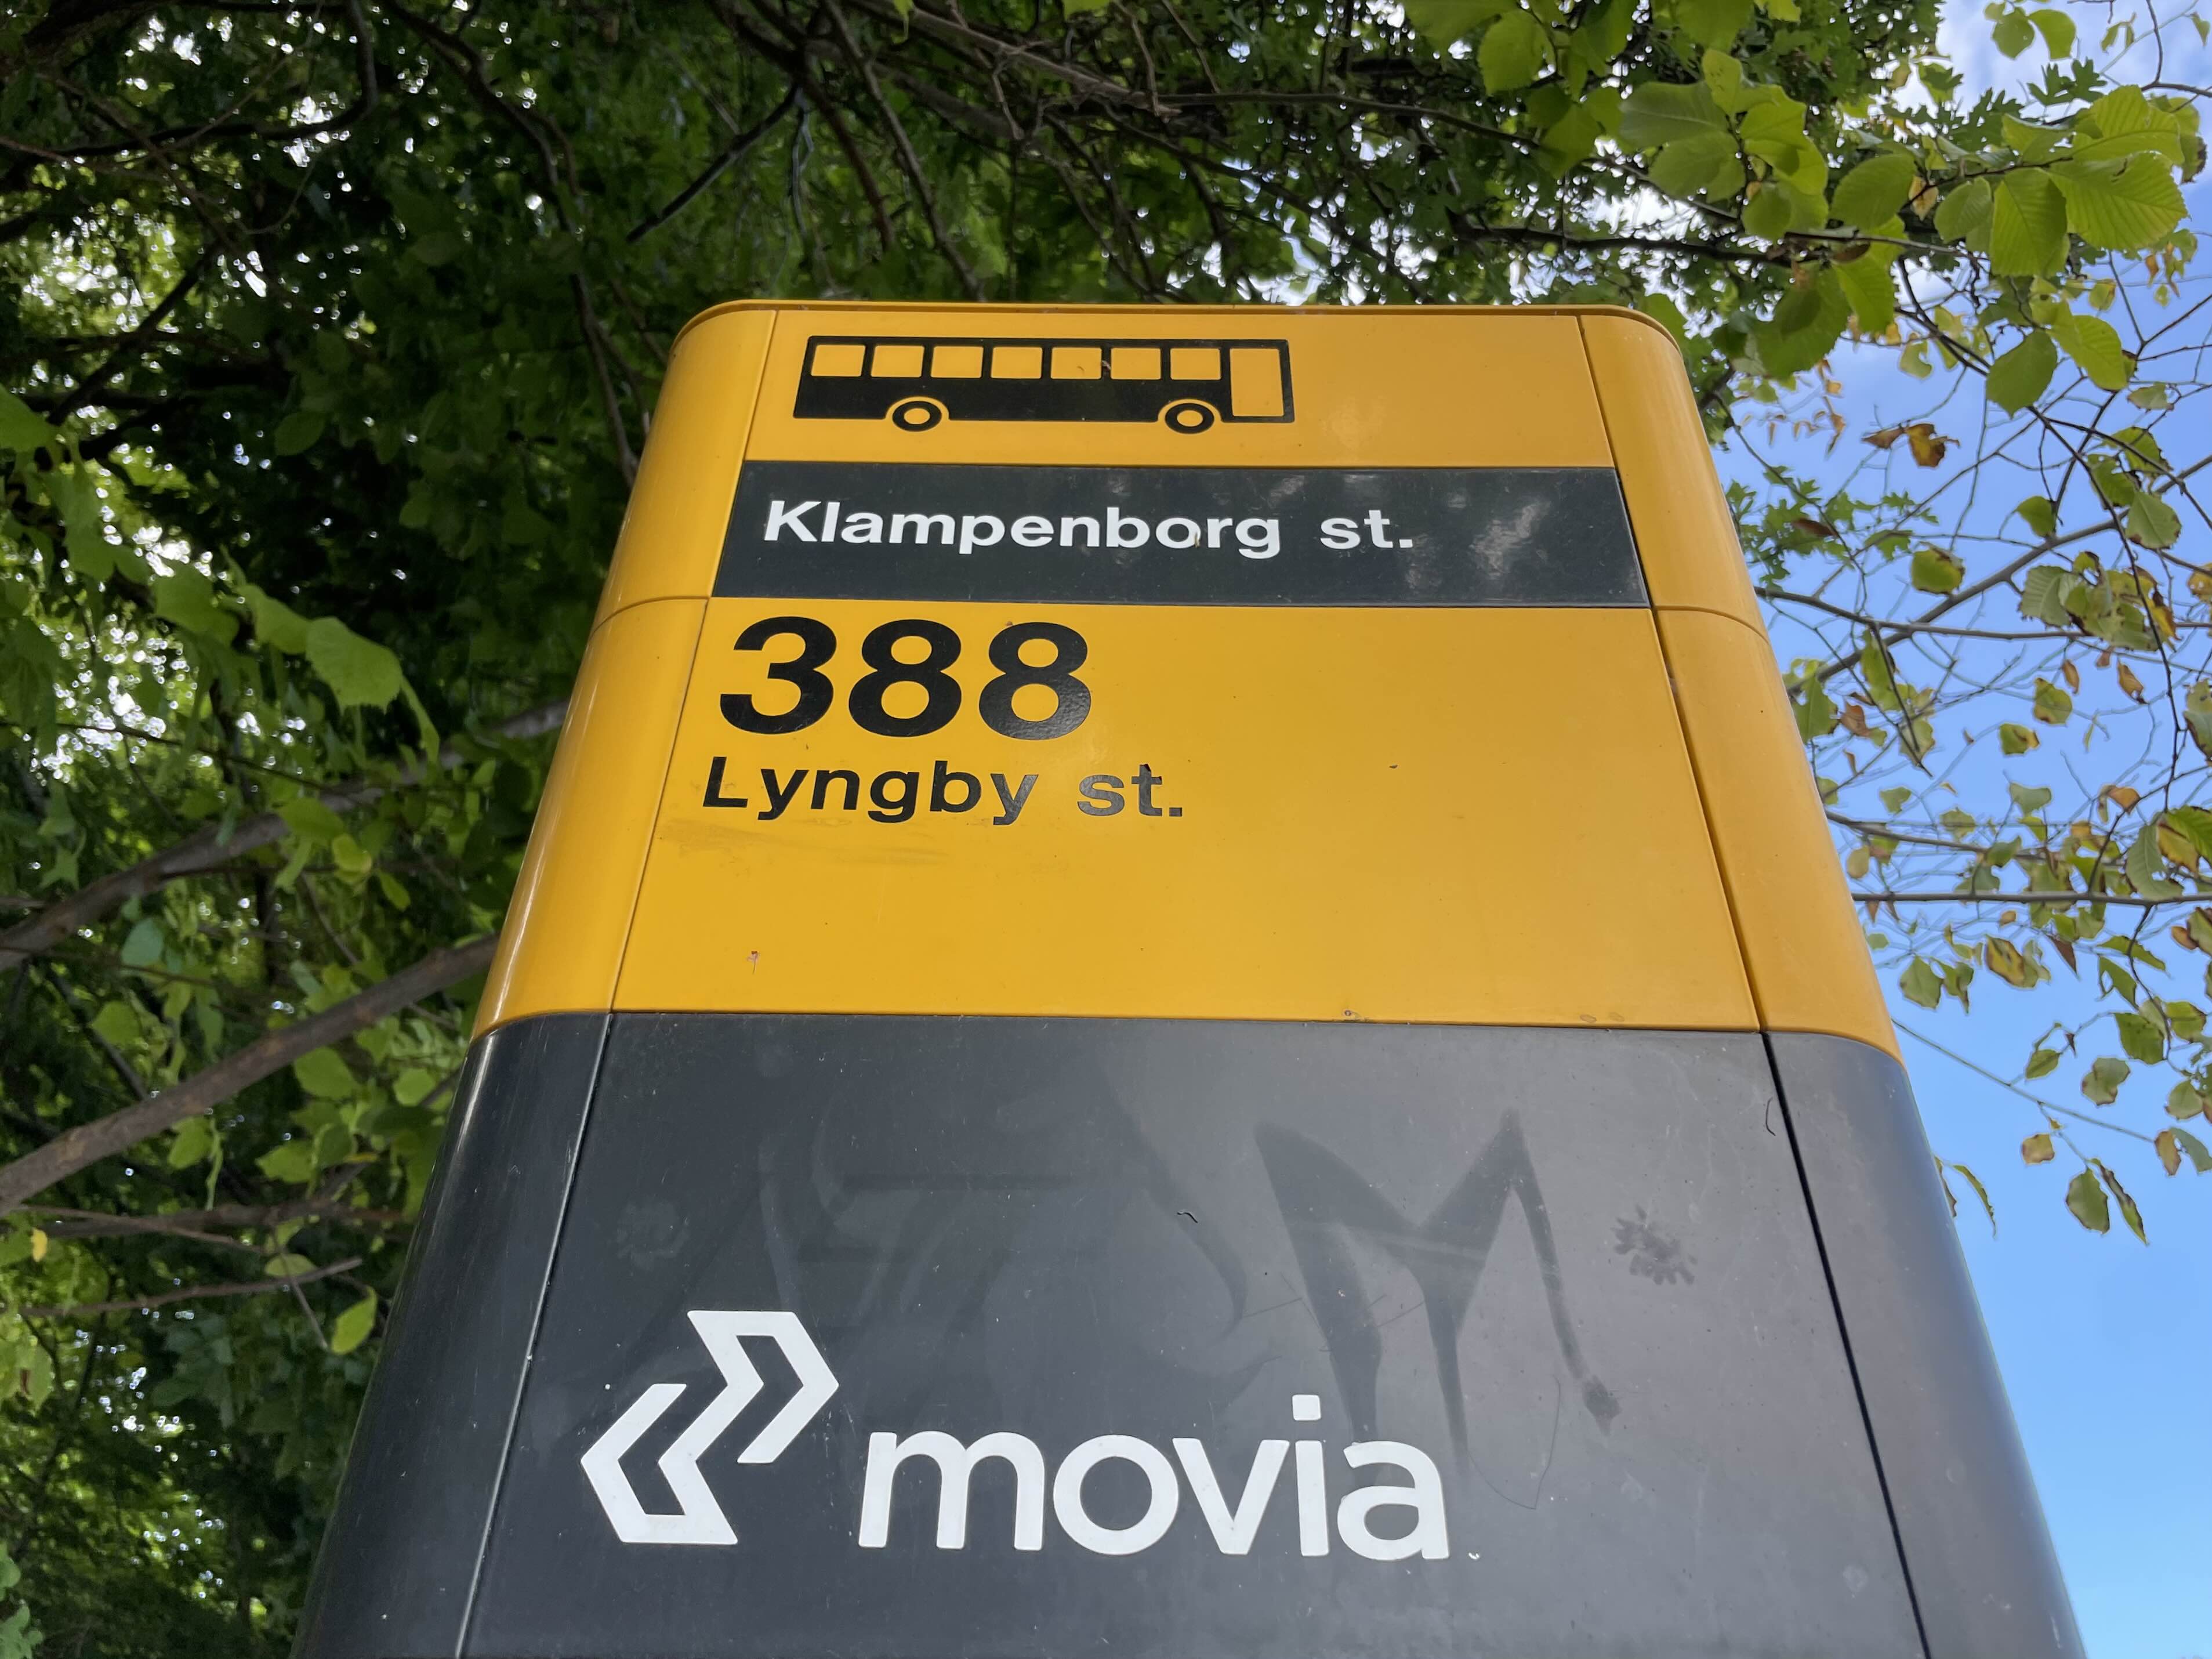 Klampenborg st.
388
Lyngby st.
movia